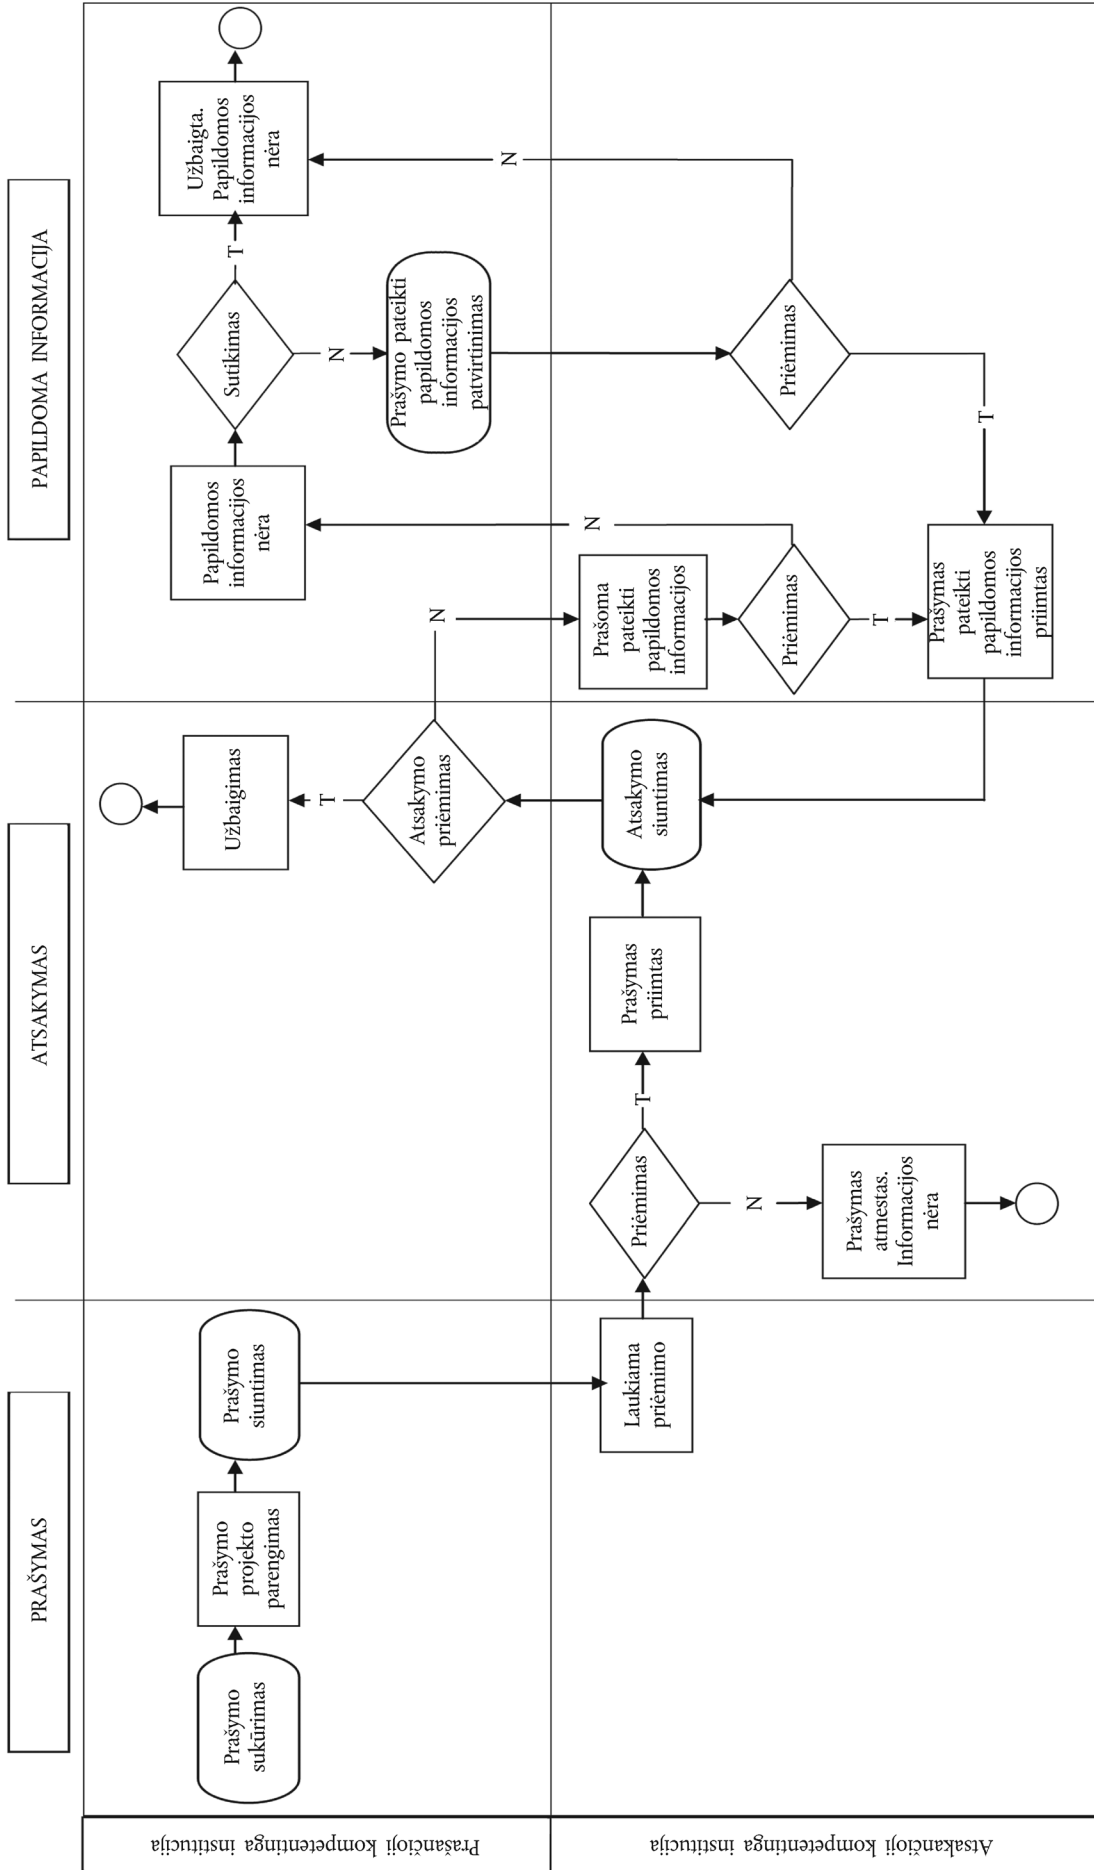 PRAŠYMAS
ATSAKYMAS
PAPILDOMA INFORMACIJA
Prašančioji kompetentinga institucija
Prašymo
sukūrimas
Prašymo
projekto
parengimas
Prašymo
siuntimas
Užbaigimas
T
Atsakymo
priėmimas
N
Papildomos
informacijos
nėra
Sutikimas
T
N
Užbaigta.
Papildomos
informacijos
nėra
Prašymo pateikti
papildomos
informacijos
patvirtinimas
Atsakančioji kompetentinga institucija
Laukiama
priėmimo
Priėmimas
T
N
Prašymas
priimtas
Atsakymo
siuntimas
Prašymas
atmestas.
Informacijos
nėra
Prašoma
pateikti
papildomos
informacijos
N
Priėmimas
T
N
Priėmimas
T
Prašymas
pateikti
papildomos
informacijos
priimtas